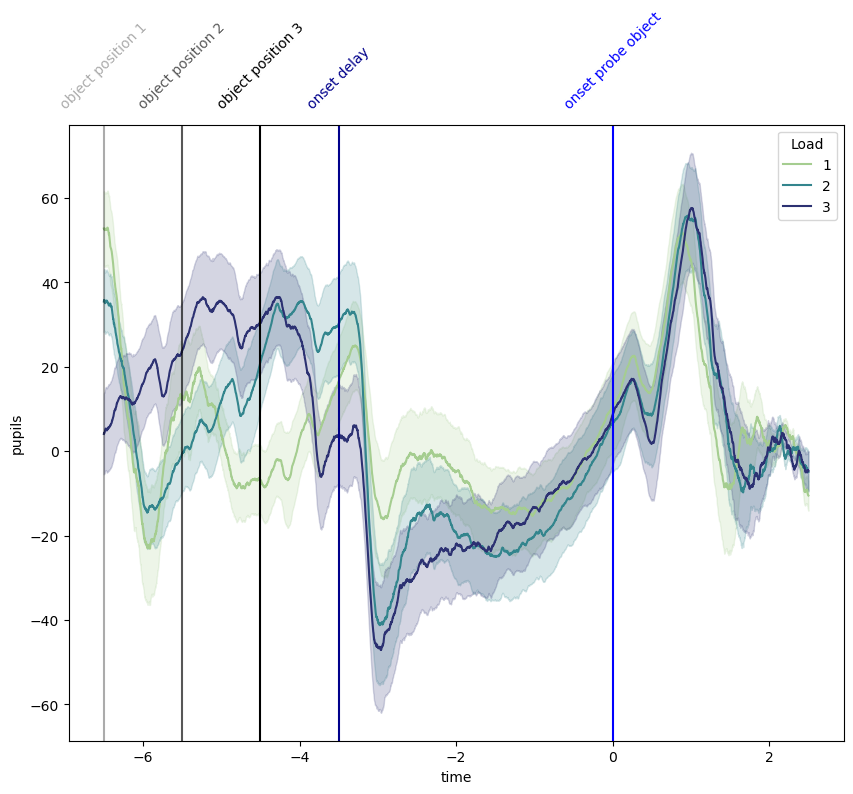 object position 1
object position 2
object position 3
onset delay
onset probe object
Load
1
2
3
60
40
20
0
−20
−40
−60
pupils
−6
−4
−2
0
2
time